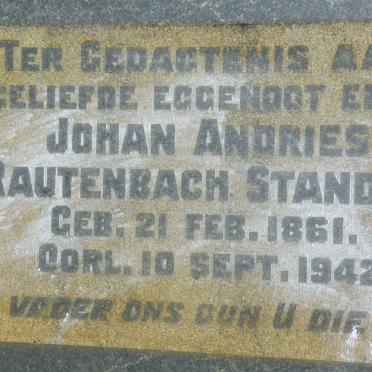 TER GEDAGTENIS AA
GELIEFDE EGGENOOT E
JOHAN ANDRIES
RAUTENBACH STAND
GEB. 21 FEB. 1861.
OORL. 10 SEPT. 1942
VADER ONS GUN U DIE